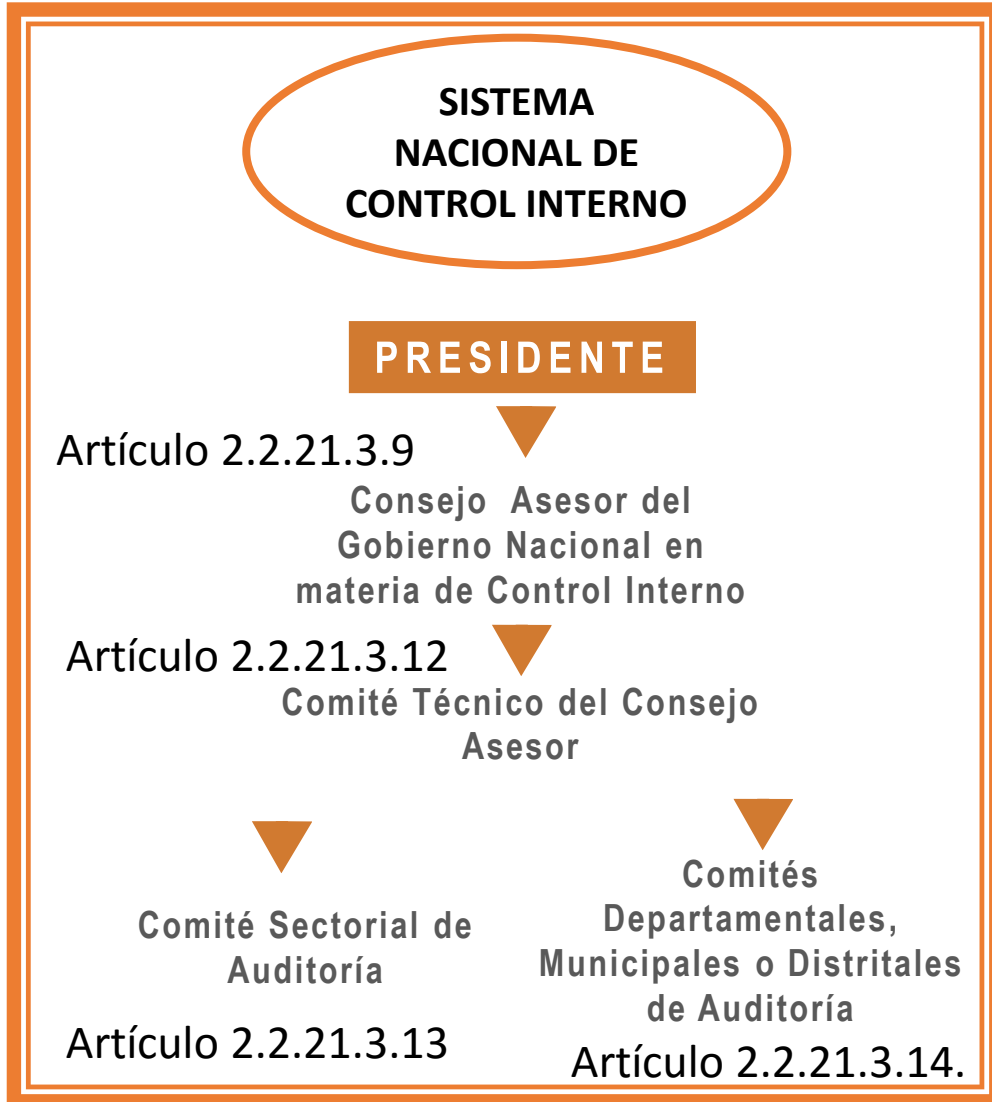 SISTEMA
NACIONAL DE
CONTROL INTERNO
PRESIDENTE
Artículo 2.2.21.3.9
Consejo Asesor del
Gobierno Nacional en
materia de Control Interno
Artículo 2.2.21.3.12
Comité Técnico del Consejo
Asesor
Comité Sectorial de
Auditoría
Artículo 2.2.21.3.13
Comités
Departamentales,
Municipales o Distritales
de Auditoría
Artículo 2.2.21.3.14.